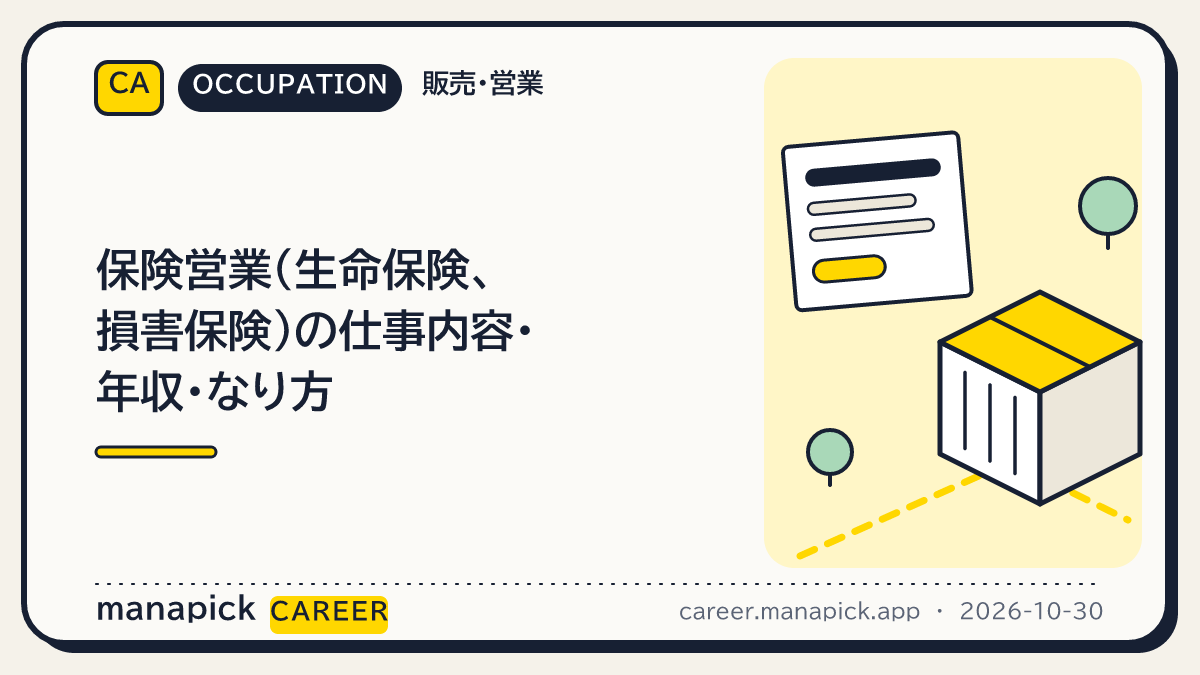 CA OCCUPATION 販売・営業
保険営業（生命保険、
損害保険）の仕事内容・
年収・なり方
manapick CAREER career.manapick.app ・ 2026-10-30